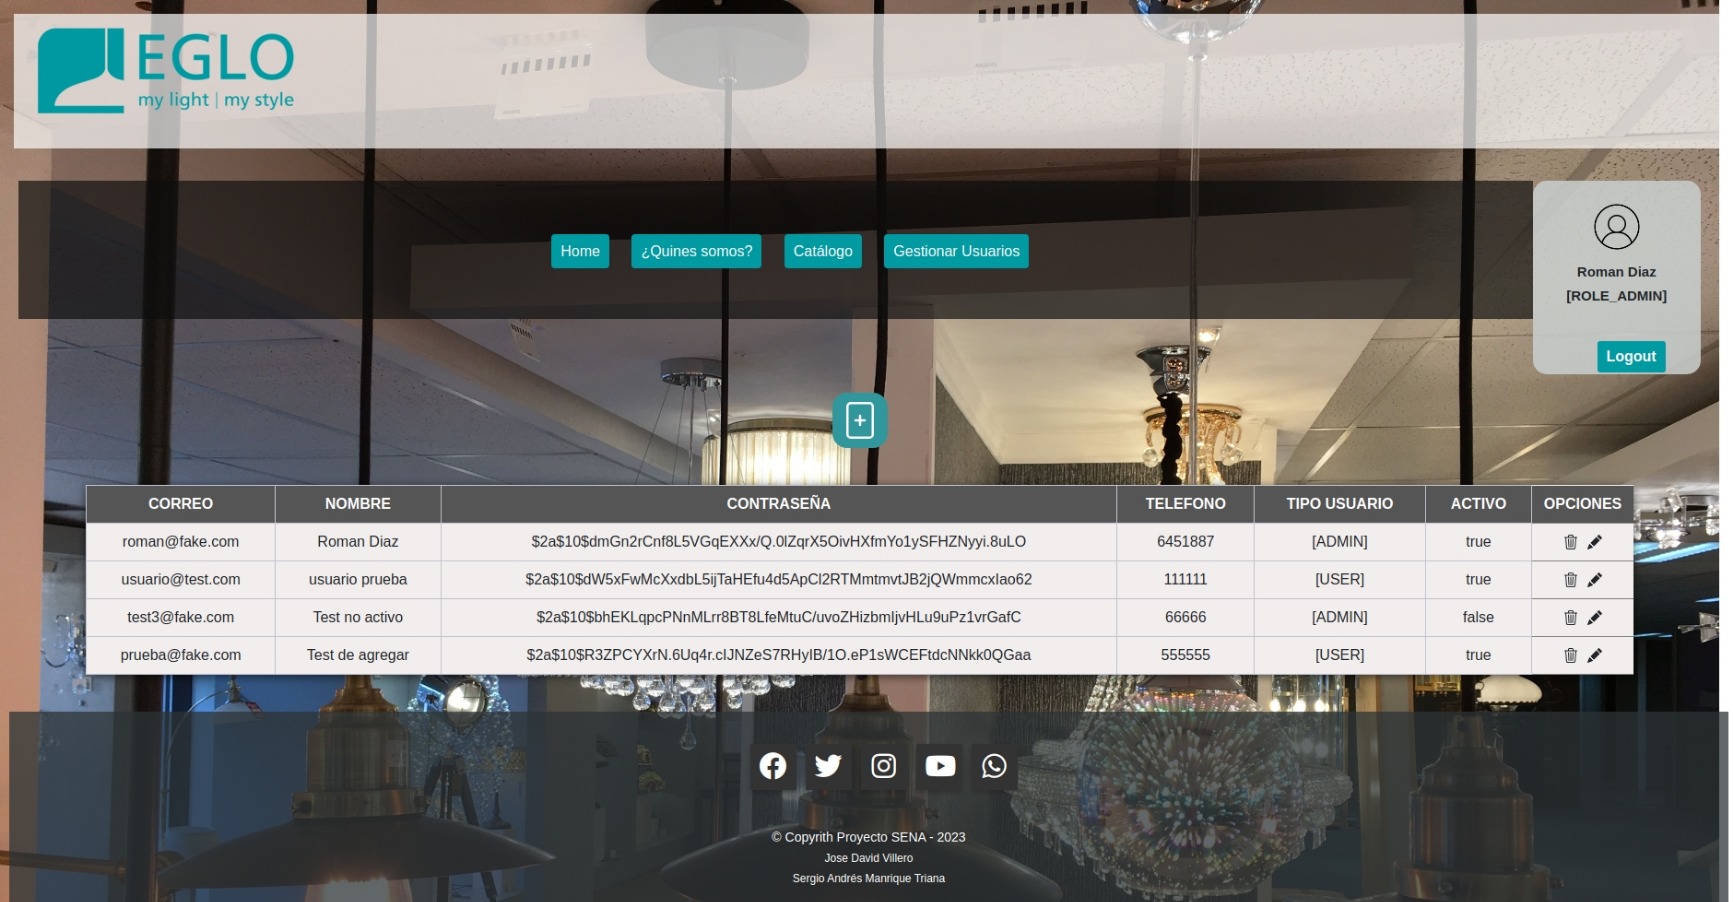 EGLO
my light | my style
Home ¿Quines somos? Catálogo Gestionar Usuarios
Roman Diaz
[ROLE_ADMIN]
Logout
CORREO NOMBRE CONTRASEÑA TELEFONO TIPO USUARIO ACTIVO OPCIONES
roman@fake.com Roman Diaz $2a$10$dmGn2rCnf8L5VGqEXXx/Q.0lZqrX5OivHXfmYo1ySFHZNyyi.8uLO 6451887 [ADMIN] true
usuario@test.com usuario prueba $2a$10$dW5xFwMcXxdbL5ijTaHEfu4d5ApCl2RTMmtmvtJB2jQWmmcxIao62 111111 [USER] true
test3@fake.com Test no activo $2a$10$bhEKLqpcPNnMLrr8BT8LfeMtuC/uvoZHizbmIjvHLu9uPz1vrGafC 66666 [ADMIN] false
prueba@fake.com Test de agregar $2a$10$R3ZPCYXrN.6Uq4r.cIJNZeS7RHyIB/1O.eP1sWCEFtdcNNkk0QGaa 555555 [USER] true
© Copyrith Proyecto SENA - 2023
Jose David Villero
Sergio Andrés Manrique Triana